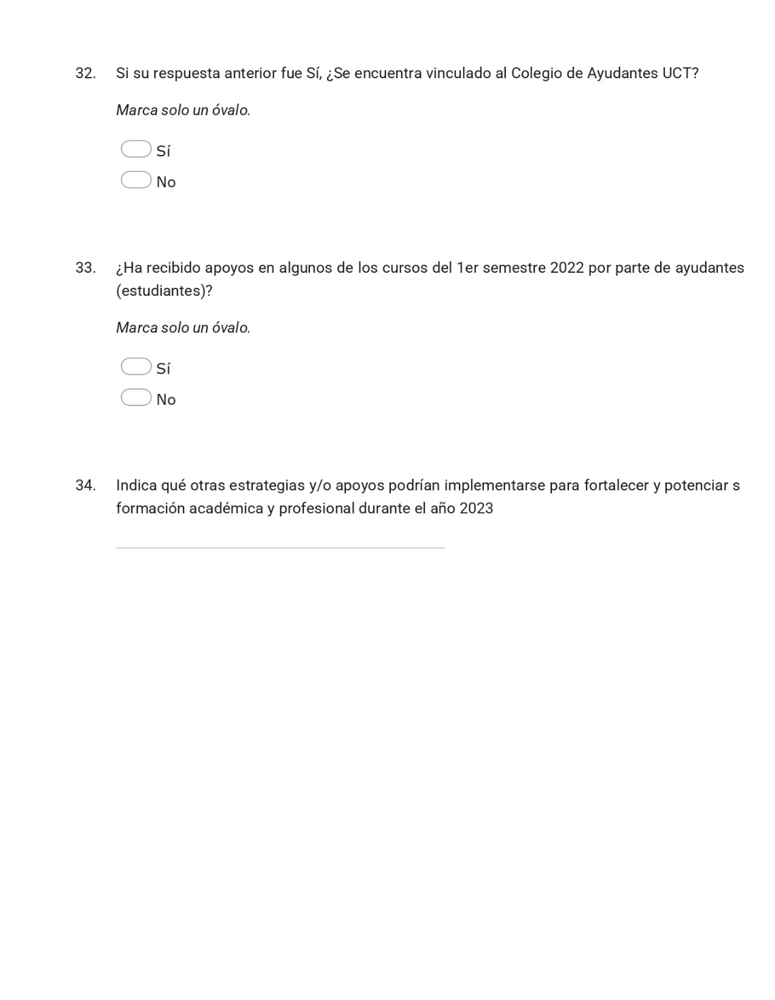 32. Si su respuesta anterior fue Sí, ¿Se encuentra vinculado al Colegio de Ayudantes UCT?
Marca solo un óvalo.
Sí
No
33. ¿Ha recibido apoyos en algunos de los cursos del 1er semestre 2022 por parte de ayudantes
(estudiantes)?
Marca solo un óvalo.
Sí
No
34. Indica qué otras estrategias y/o apoyos podrían implementarse para fortalecer y potenciar s
formación académica y profesional durante el año 2023